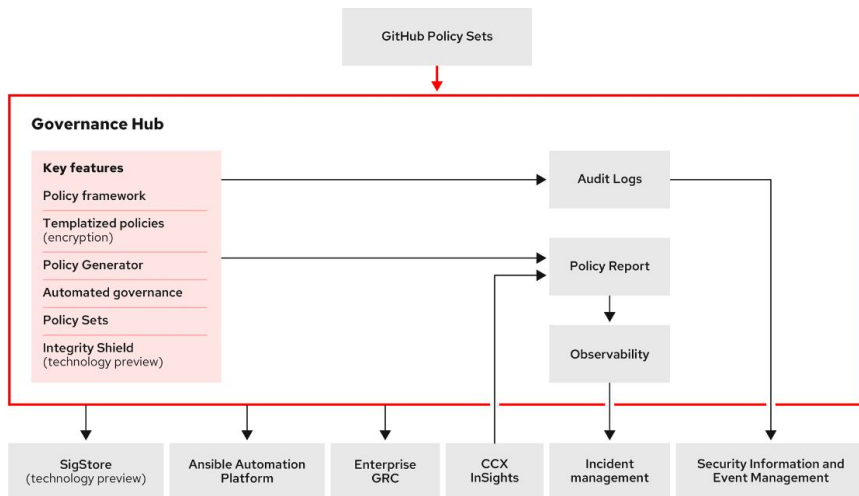 GitHub Policy Sets
Governance Hub
Key features
Policy framework
Templatized policies
(encryption)
Policy Generator
Automated governance
Policy Sets
Integrity Shield
(technology preview)
Audit Logs
Policy Report
Observability
SigStore
(technology preview)
Ansible Automation
Platform
Enterprise
GRC
CCX
InSights
Incident
management
Security Information and
Event Management